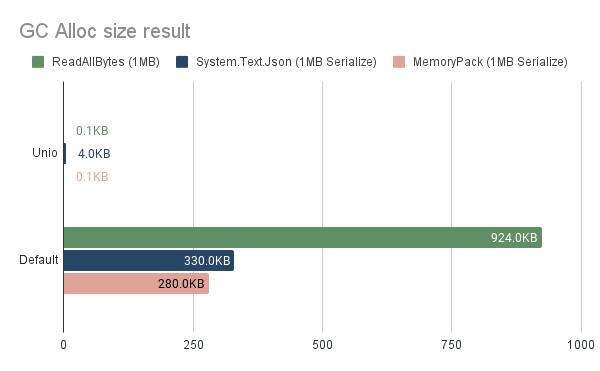 GC Alloc size result
ReadAllBytes (1MB) System.Text.Json (1MB Serialize) MemoryPack (1MB Serialize)
0.1KB
Unio 4.0KB
0.1KB
924.0KB
Default 330.0KB
280.0KB
0 250 500 750 1000